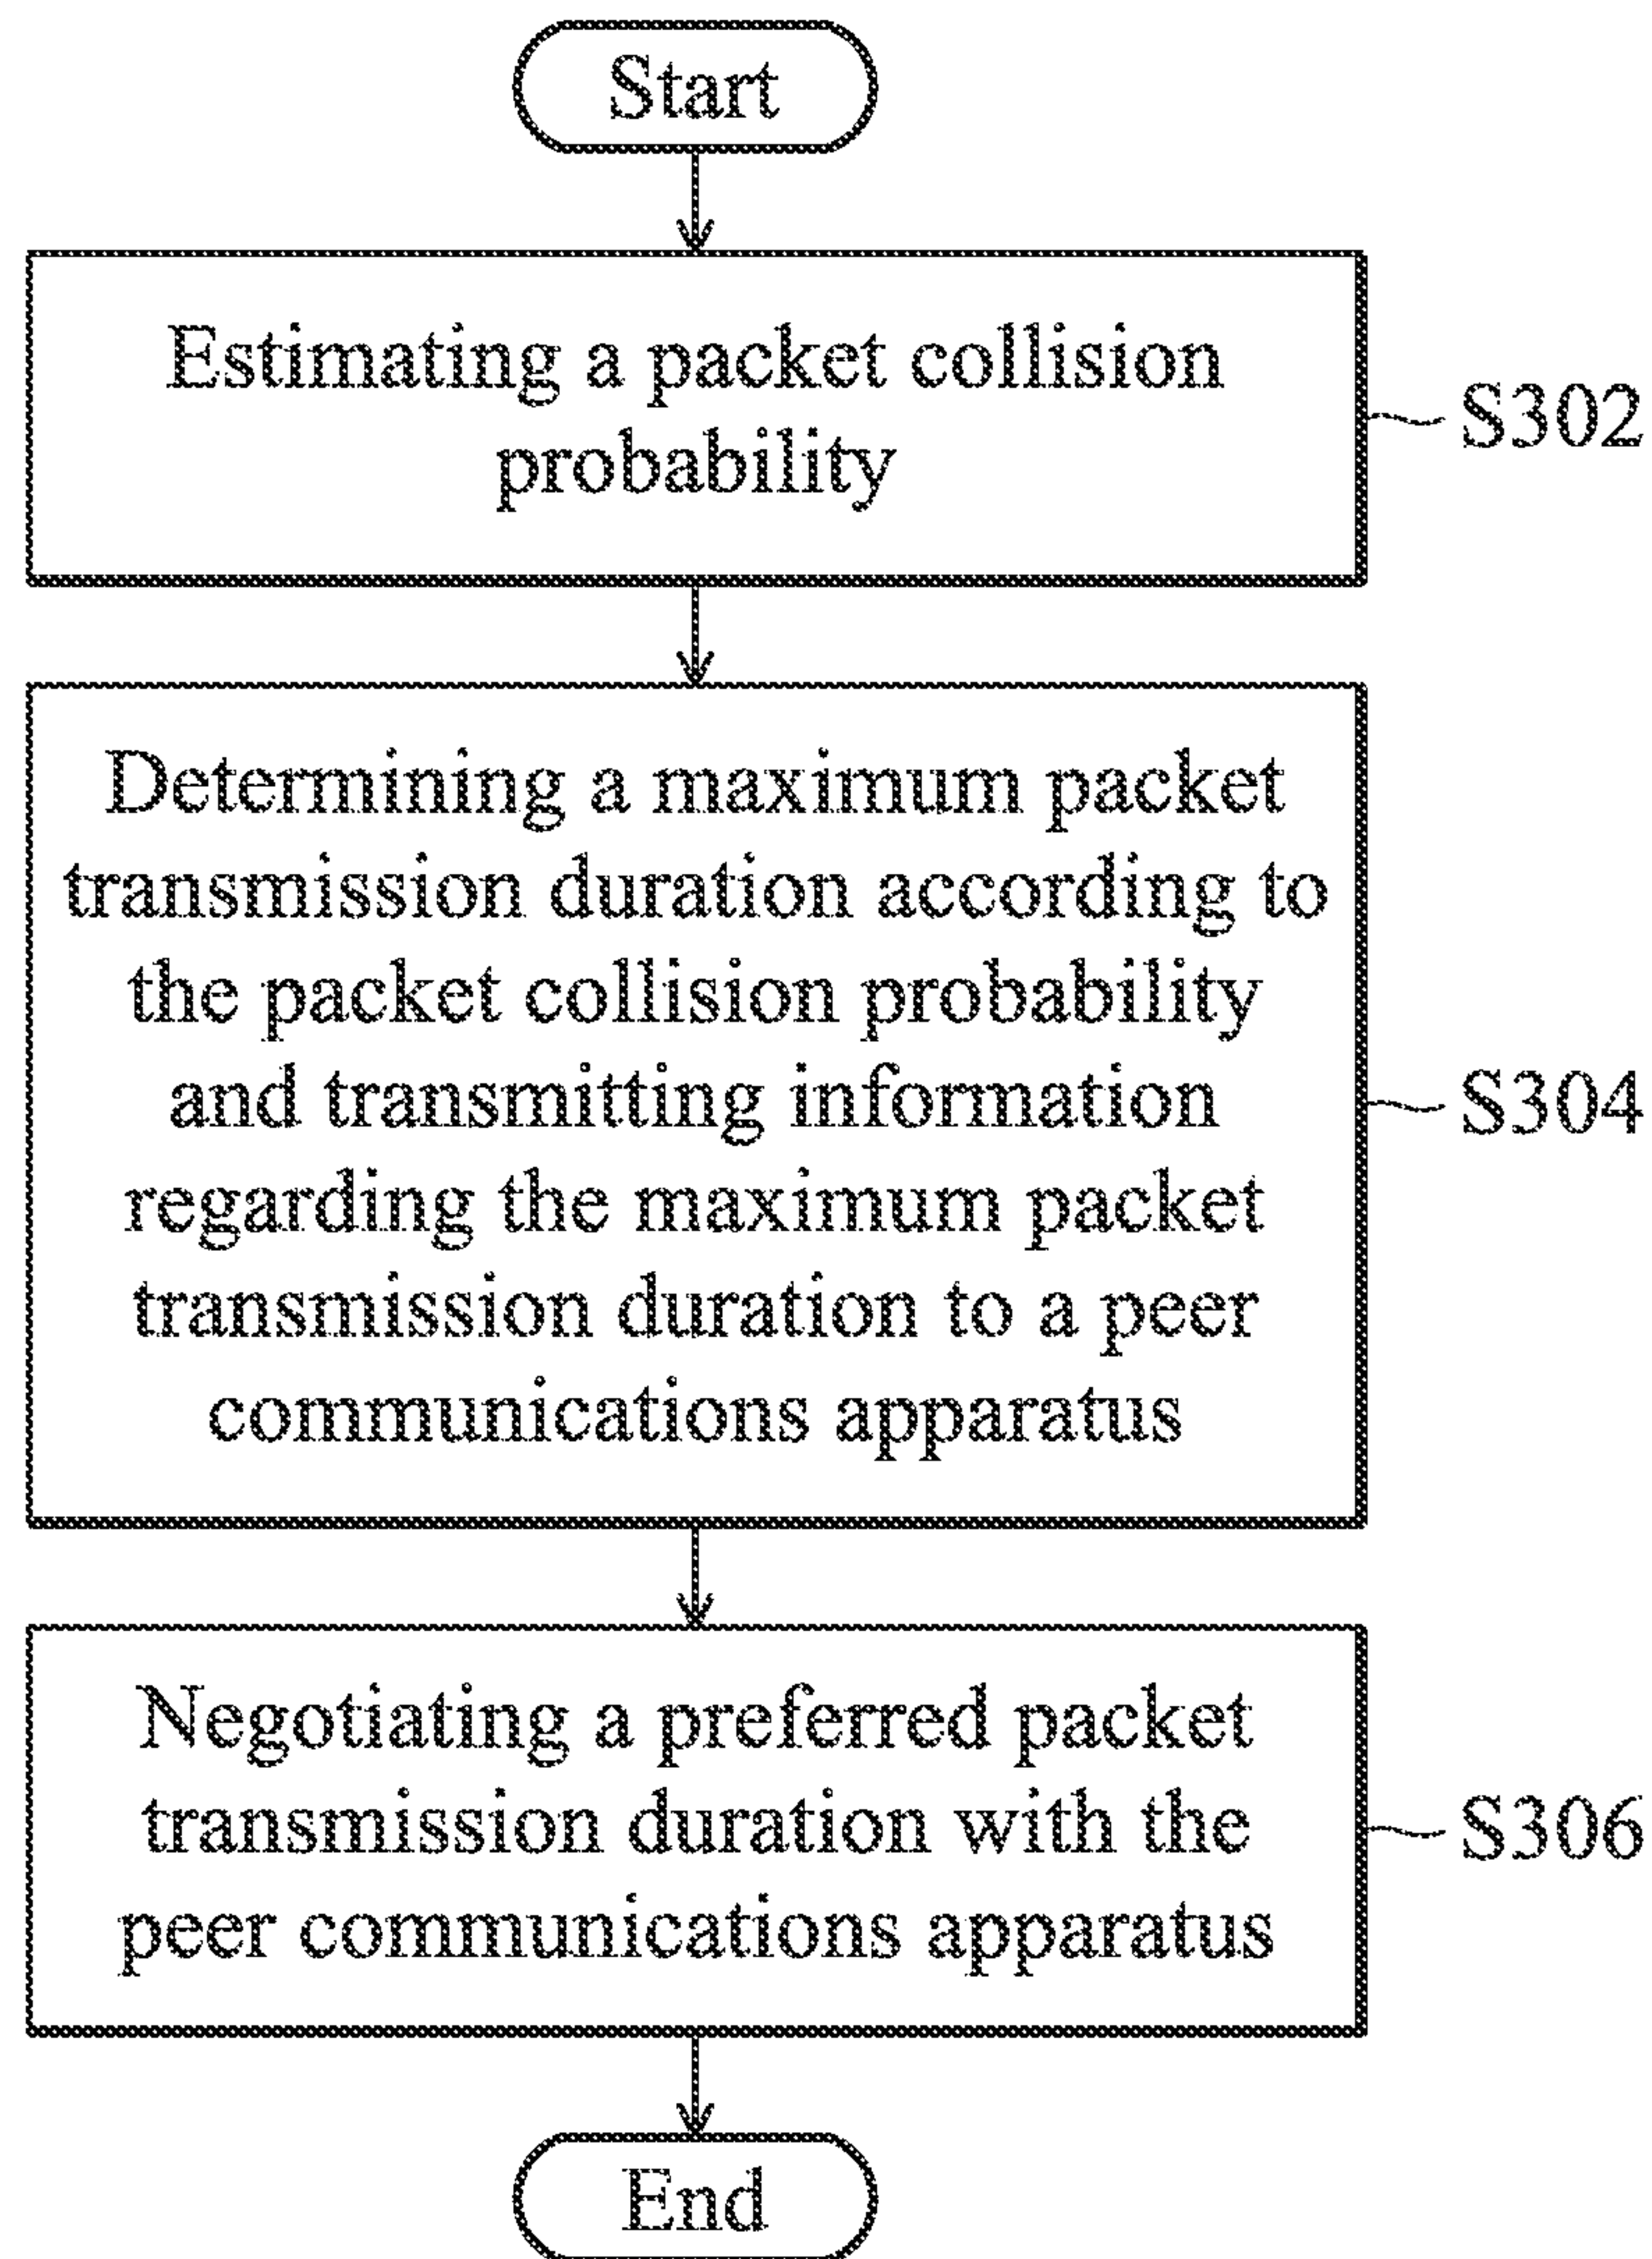 Start
Estimating a packet collision
probability
S302
Determining a maximum packet
transmission duration according to
the packet collision probability
and transmitting information
regarding the maximum packet
transmission duration to a peer
communications apparatus
S304
Negotiating a preferred packet
transmission duration with the
peer communications apparatus
S306
End